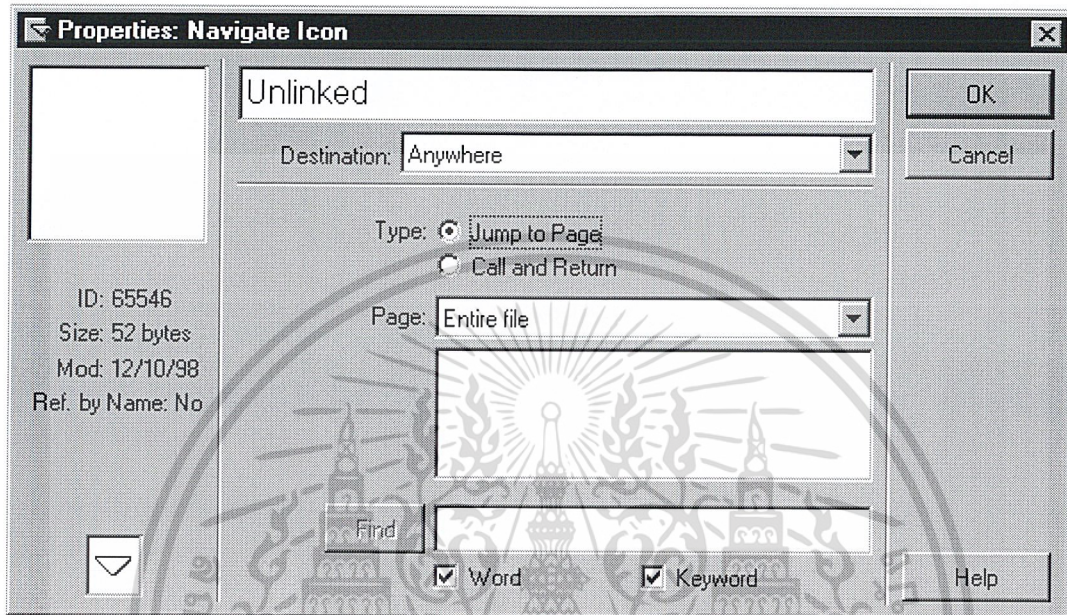 Properties: Navigate Icon
Unlinked
OK
Destination: Anywhere
Cancel
Type: Jump to Page
Call and Return
ID: 65546
Size: 52 bytes
Mod: 12/10/98
Ref. by Name: No
Page: Entire file
Find
Word
Keyword
Help